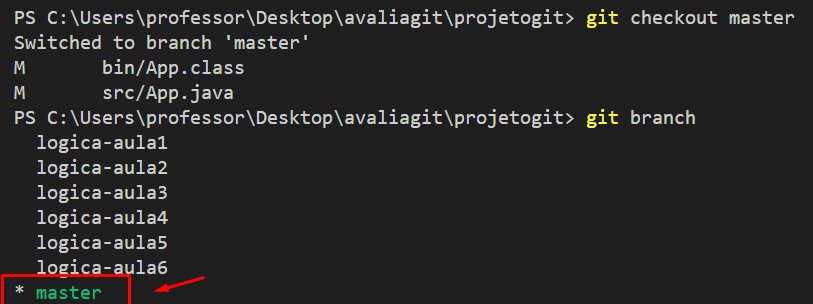 PS C:\Users\professor\Desktop\avaliagit\projetogit> git checkout master
Switched to branch 'master'
M       bin/App.class
M       src/App.java
PS C:\Users\professor\Desktop\avaliagit\projetogit> git branch
  logica-aula1
  logica-aula2
  logica-aula3
  logica-aula4
  logica-aula5
  logica-aula6
* master